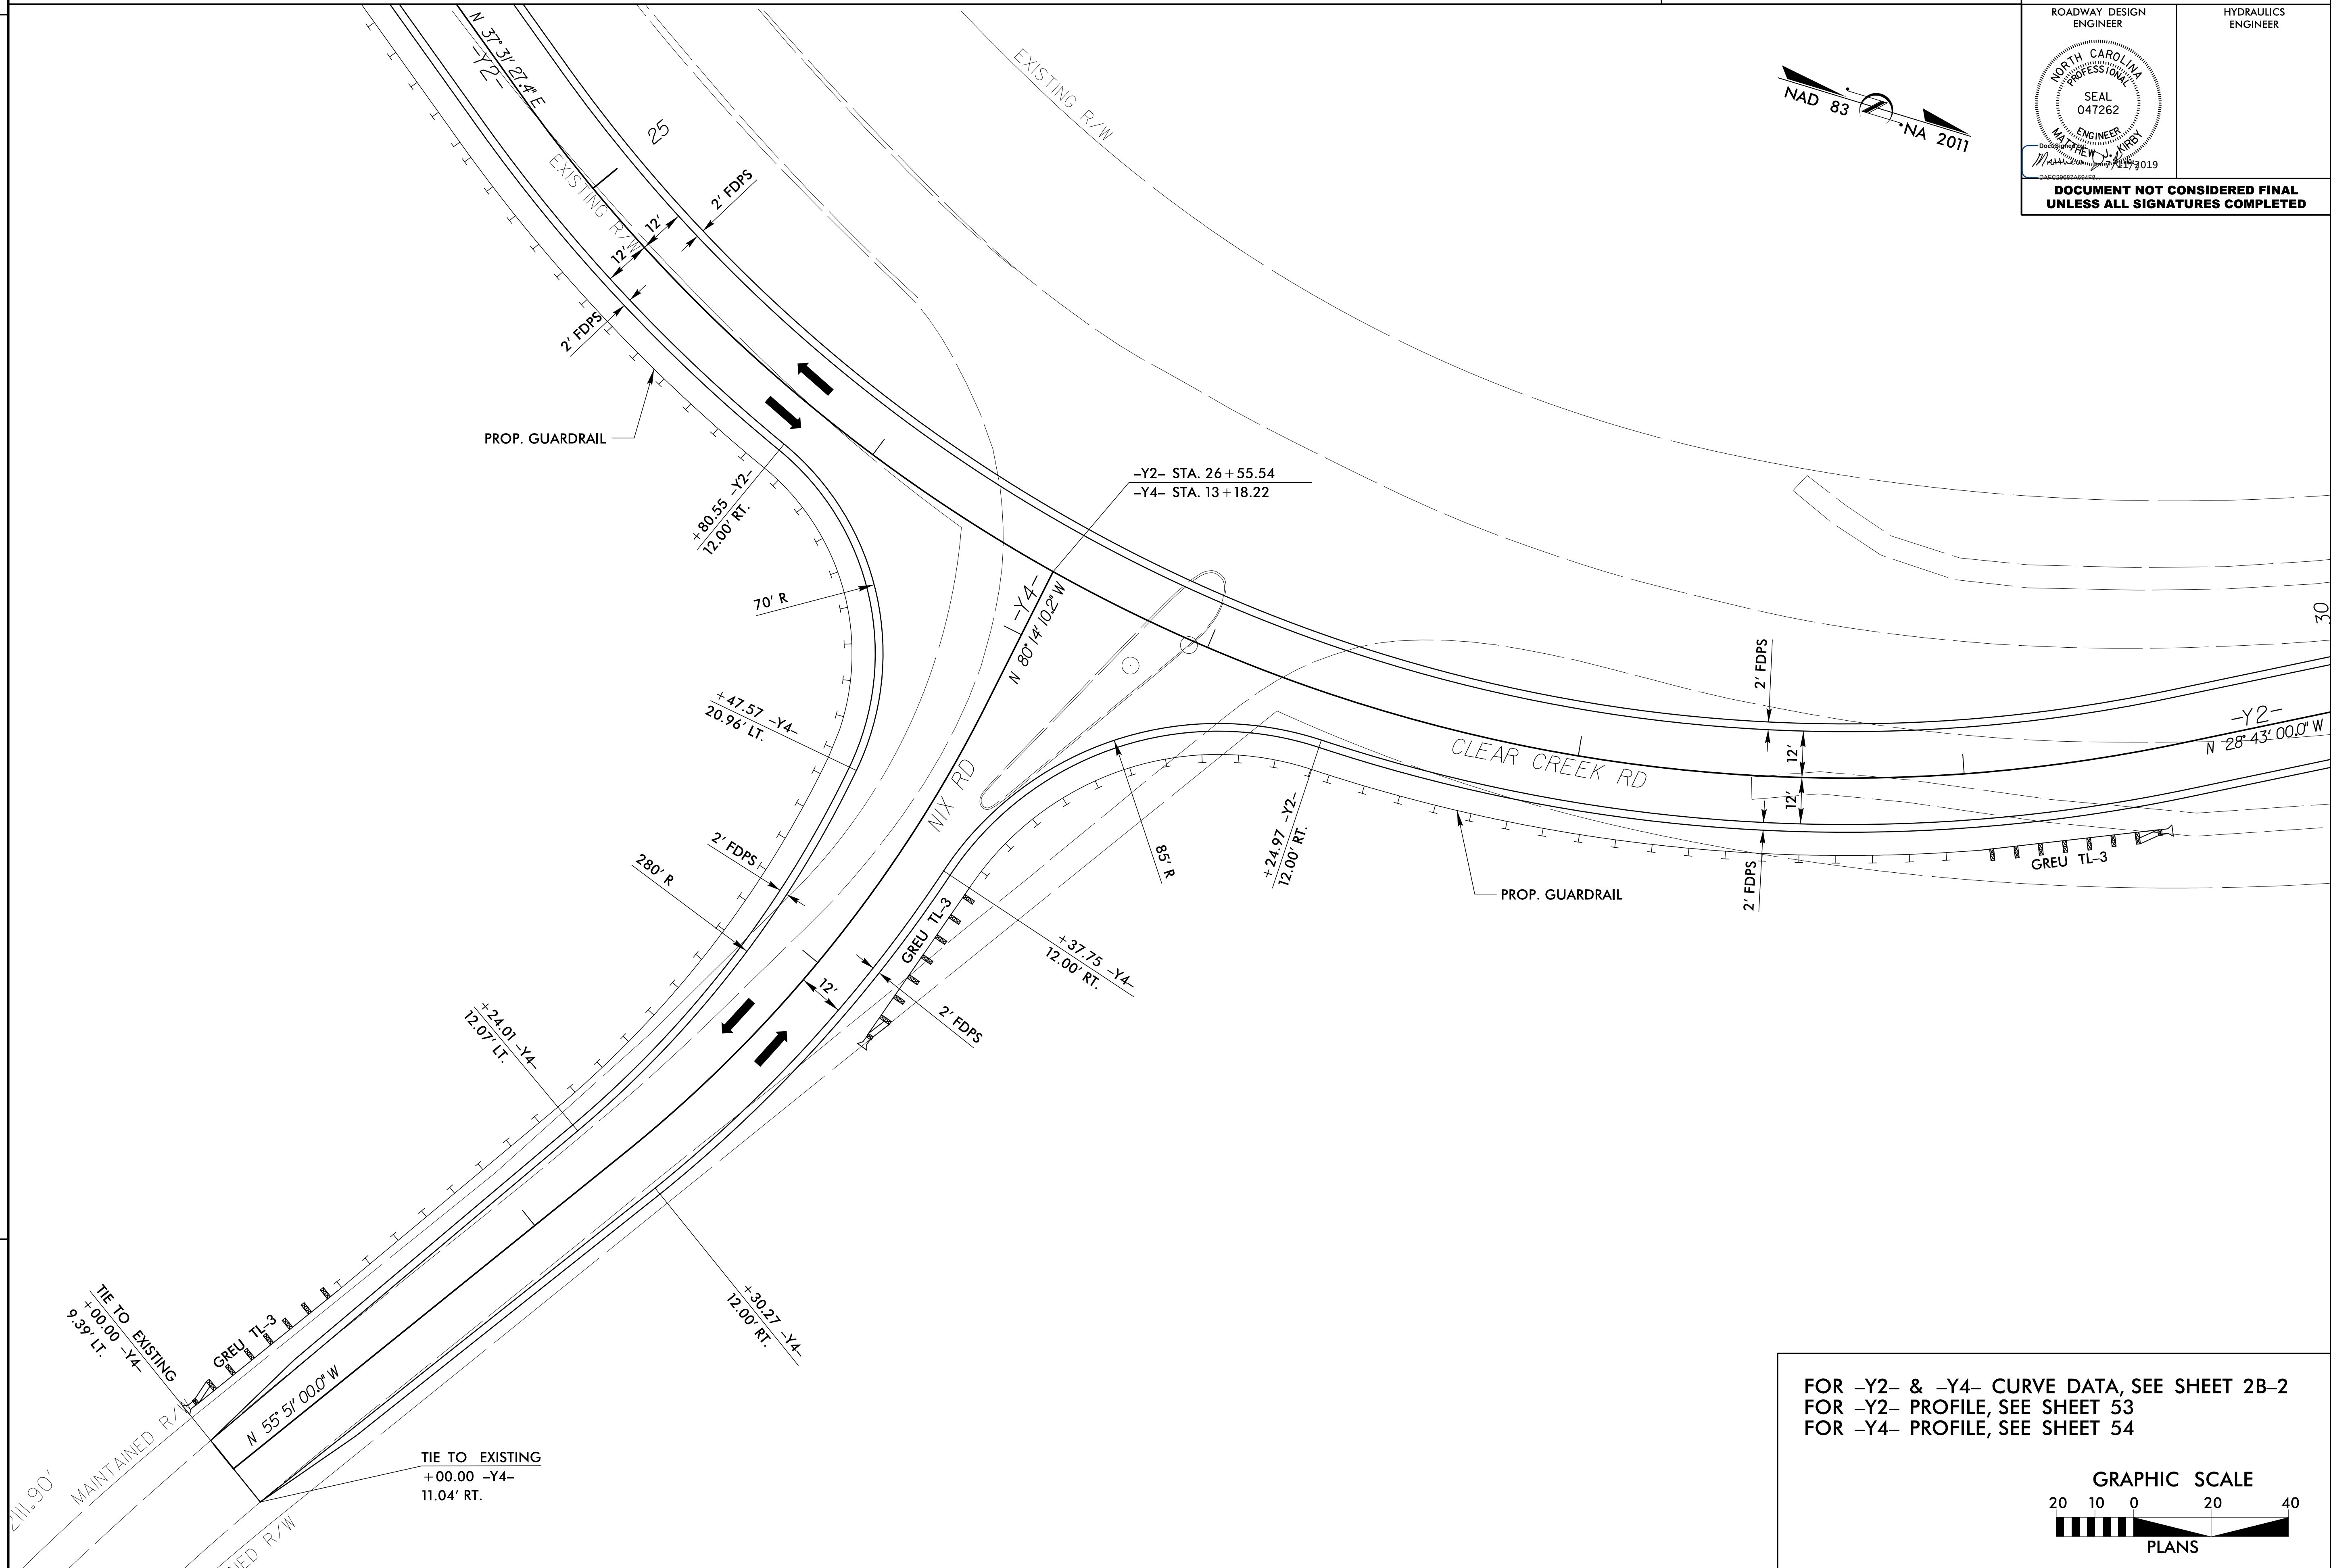 ROADWAY DESIGN
ENGINEER
HYDRAULICS
ENGINEER
NORTH CAROLINA
PROFESSIONAL
SEAL
047262
ENGINEER
MATTHEW J. KIRBY
7/11/2019
DOCUMENT NOT CONSIDERED FINAL
UNLESS ALL SIGNATURES COMPLETED
NAD 83
NA 2011
N 37° 31' 27.4" E
-Y2-
EXISTING R/W
25
EXISTING R/W
2' FDPS
12'
12'
2' FDPS
PROP. GUARDRAIL
+80.55 -Y2-
12.00' RT.
-Y2- STA. 26+55.54
-Y4- STA. 13+18.22
70' R
-Y4-
N 80° 14' 10.2" W
+47.57 -Y4-
20.96' LT.
NIX RD
2' FDPS
280' R
CLEAR CREEK RD
2' FDPS
12'
12'
2' FDPS
30
-Y2-
N 28° 43' 00.0" W
GREU TL-3
85' R
+24.97 -Y2-
12.00' RT.
PROP. GUARDRAIL
GREU TL-3
+37.75 -Y4-
12.00' RT.
12'
2' FDPS
+24.01 -Y4-
12.07' LT.
+30.27 -Y4-
12.00' RT.
TIE TO EXISTING
+00.00 -Y4-
9.39' LT.
GREU TL-3
N 55° 51' 00.0" W
MAINTAINED R/W
TIE TO EXISTING
+00.00 -Y4-
11.04' RT.
NED R/W
FOR -Y2- & -Y4- CURVE DATA, SEE SHEET 2B-2
FOR -Y2- PROFILE, SEE SHEET 53
FOR -Y4- PROFILE, SEE SHEET 54
GRAPHIC SCALE
20 10 0 20 40
PLANS